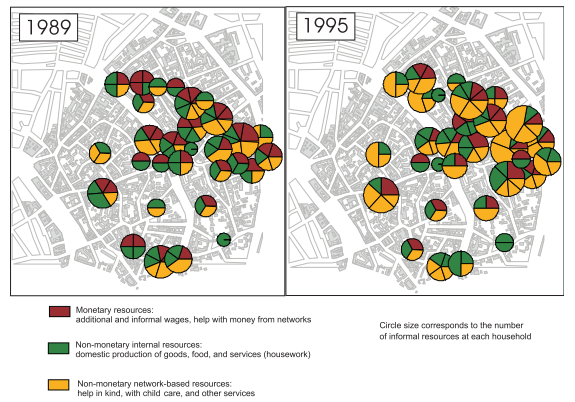 1989
1995
Monetary resources:
additional and informal wages, help with money from networks
Non-monetary internal resources:
domestic production of goods, food, and services (housework)
Non-monetary network-based resources:
help in kind, with child care, and other services
Circle size corresponds to the number
of informal resources at each household